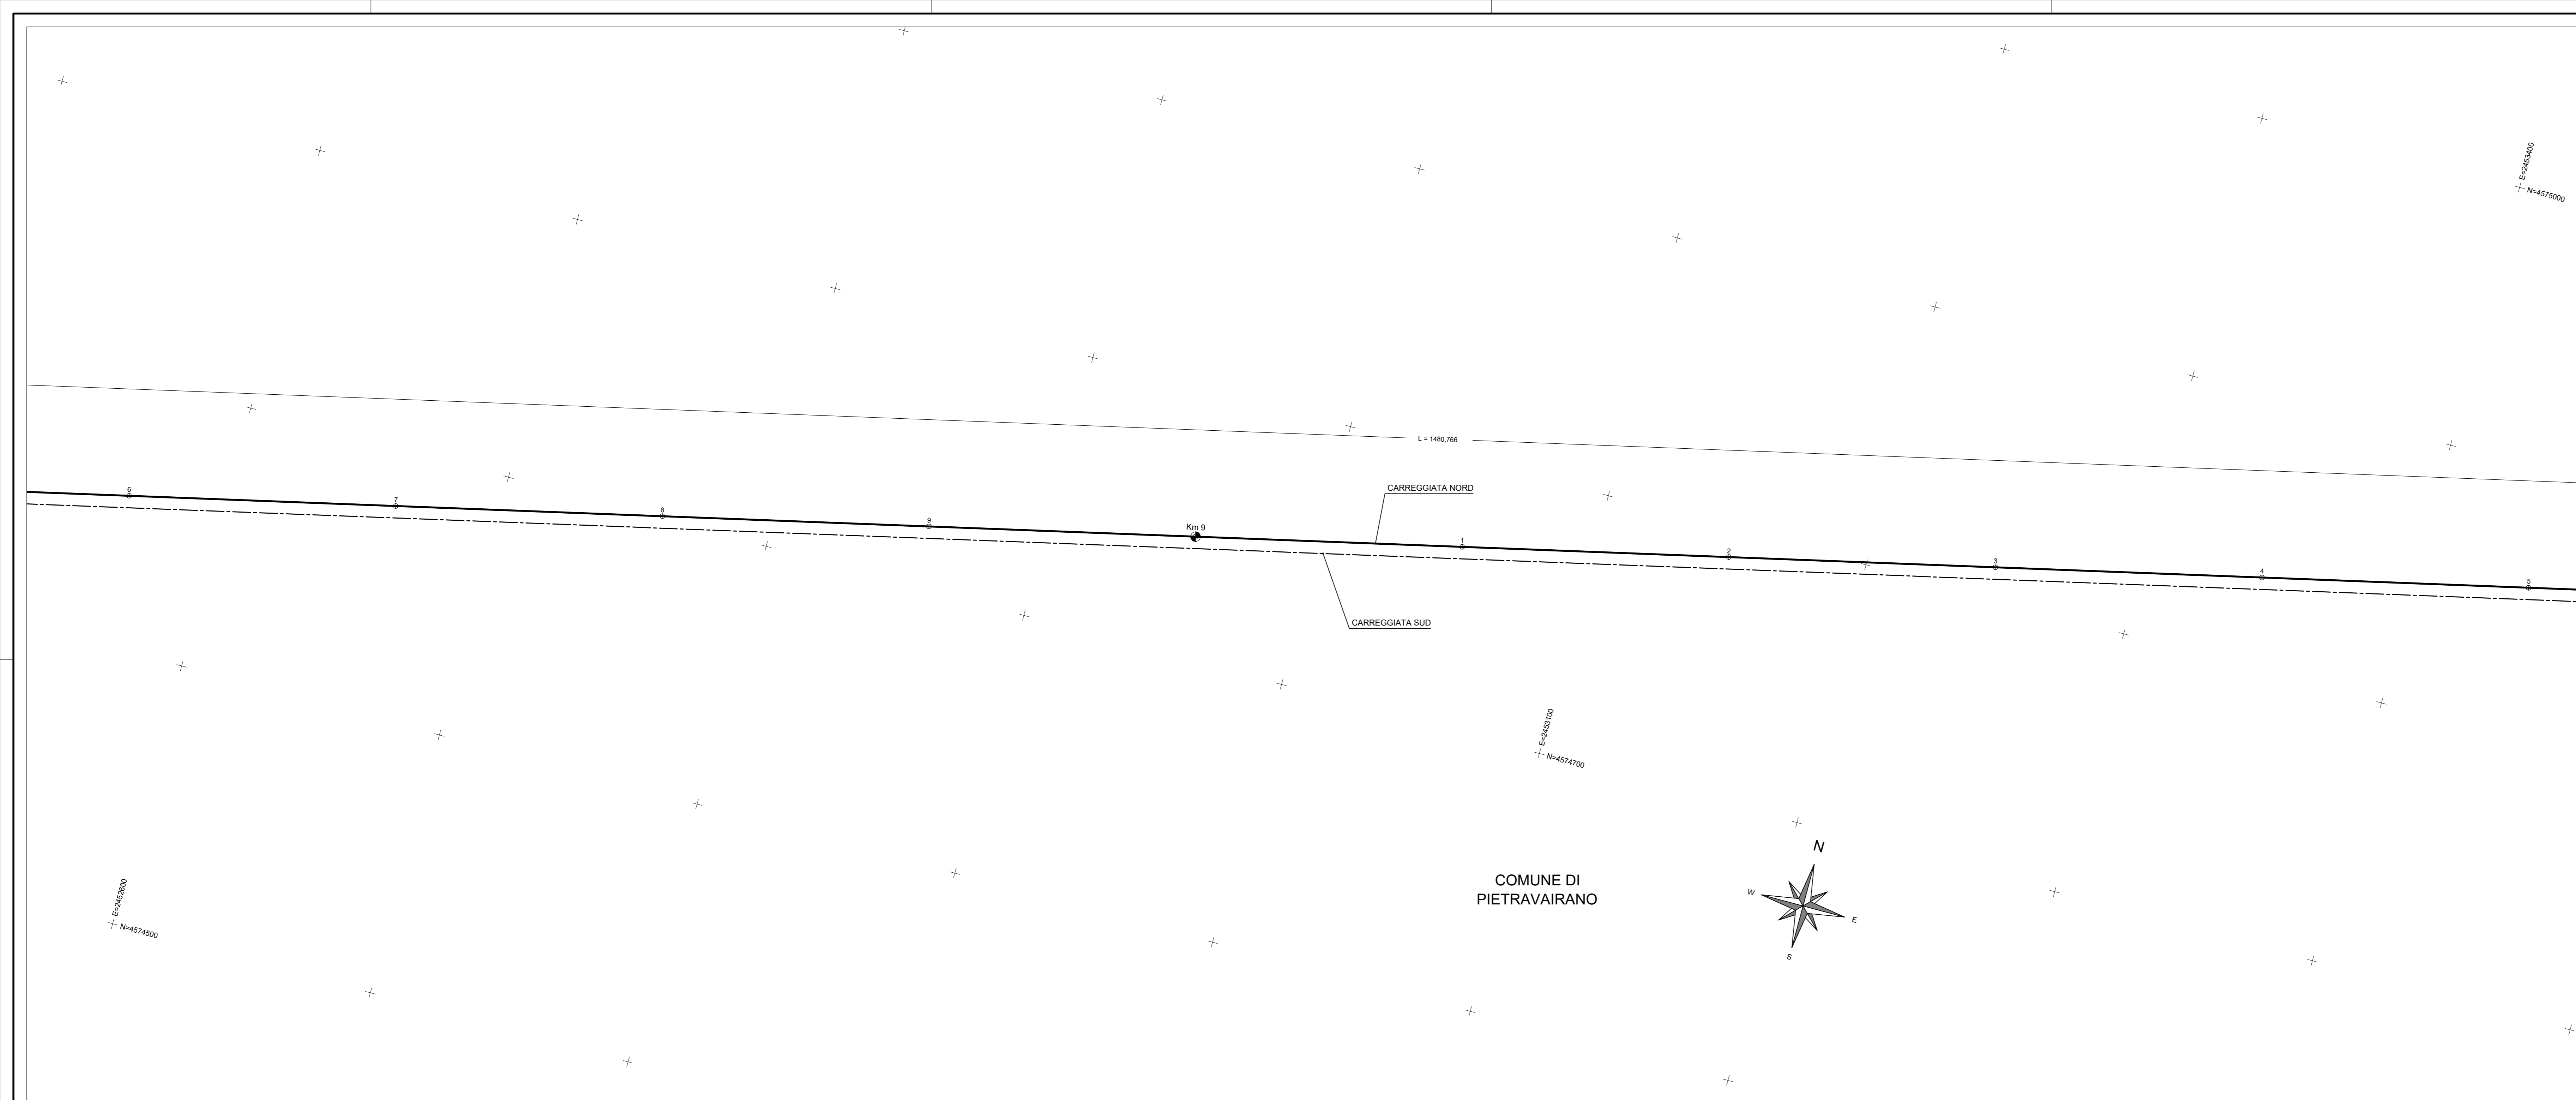 E=2453400
N=4575000
L = 1480,766
CARREGGIATA NORD
6
7
8
9
Km 9
1
2
3
4
5
CARREGGIATA SUD
E=2453100
N=4574700
N
W
E
S
COMUNE DI
PIETRAVAIRANO
E=2452600
N=4574500